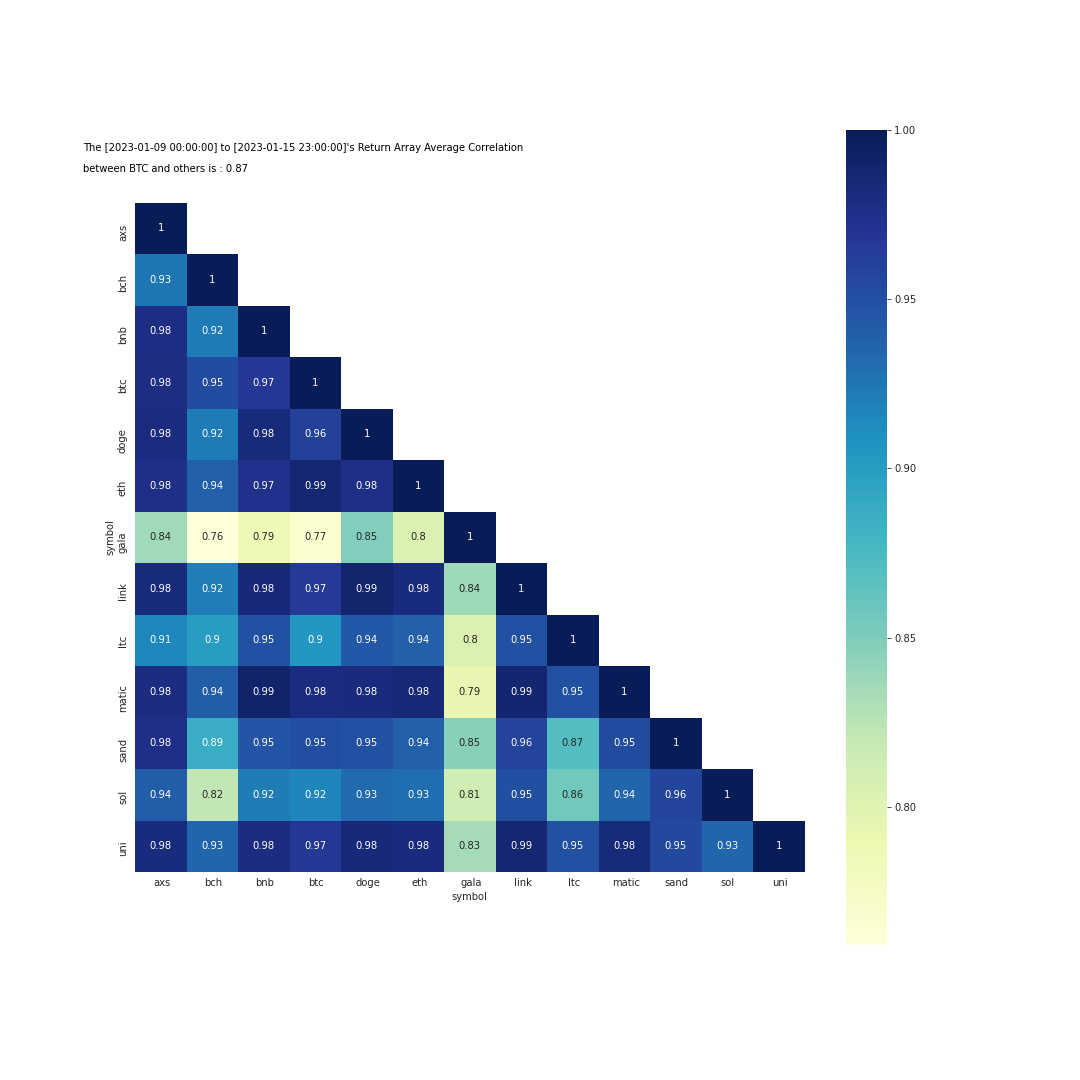 The [2023-01-09 00:00:00] to [2023-01-15 23:00:00]'s Return Array Average Correlation
between BTC and others is : 0.87
1.00
0.95
0.90
0.85
0.80
symbol
axs 1
bch 0.93 1
bnb 0.98 0.92 1
btc 0.98 0.95 0.97 1
doge 0.98 0.92 0.98 0.96 1
eth 0.98 0.94 0.97 0.99 0.98 1
gala 0.84 0.76 0.79 0.77 0.85 0.8 1
link 0.98 0.92 0.98 0.97 0.99 0.98 0.84 1
ltc 0.91 0.9 0.95 0.9 0.94 0.94 0.8 0.95 1
matic 0.98 0.94 0.99 0.98 0.98 0.98 0.79 0.99 0.95 1
sand 0.98 0.89 0.95 0.95 0.95 0.94 0.85 0.96 0.87 0.95 1
sol 0.94 0.82 0.92 0.92 0.93 0.93 0.81 0.95 0.86 0.94 0.96 1
uni 0.98 0.93 0.98 0.97 0.98 0.98 0.83 0.99 0.95 0.98 0.95 0.93 1
axs bch bnb btc doge eth gala link ltc matic sand sol uni
symbol